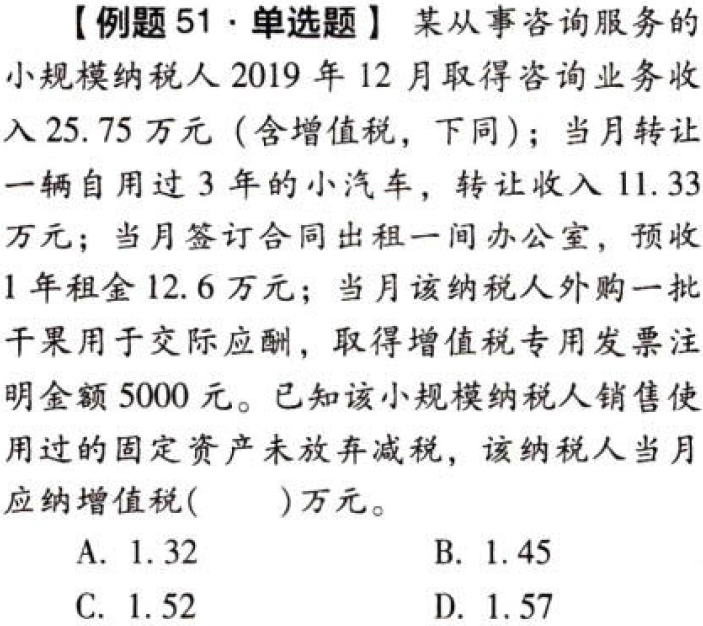 【例题 51·单选题】 某从事咨询服务的
小规模纳税人 2019 年 12 月取得咨询业务收
入 25.75 万元（含增值税，下同）；当月转让
一辆自用过 3 年的小汽车，转让收入 11.33
万元；当月签订合同出租一间办公室，预收
1 年租金 12.6 万元；当月该纳税人外购一批
干果用于交际应酬，取得增值税专用发票注
明金额 5000 元。已知该小规模纳税人销售使
用过的固定资产未放弃减税，该纳税人当月
应纳增值税(　　)万元。
A. 1.32　　B. 1.45
C. 1.52　　D. 1.57